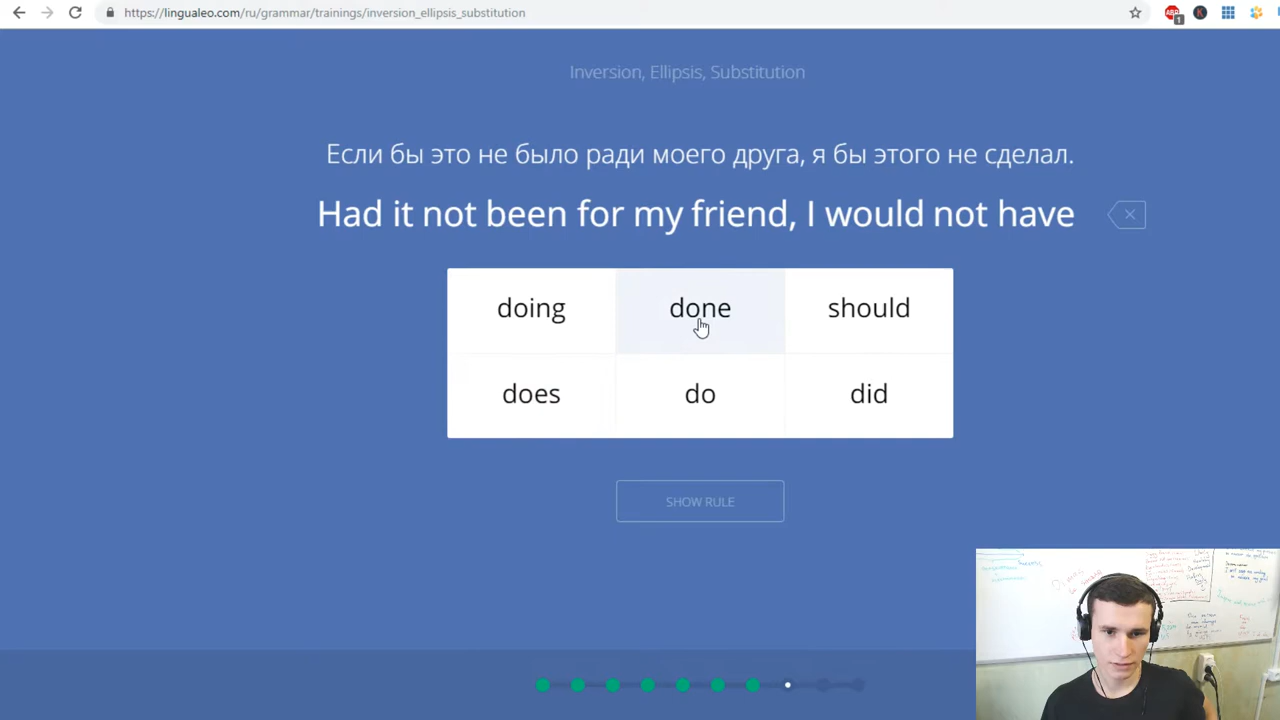 https://lingualeo.com/ru/grammar/trainings/inversion_ellipsis_substitution
ABP
1
K
Inversion, Ellipsis, Substitution
Если бы это не было ради моего друга, я бы этого не сделал.
Had it not been for my friend, I would not have
doing
done
should
does
do
did
SHOW RULE